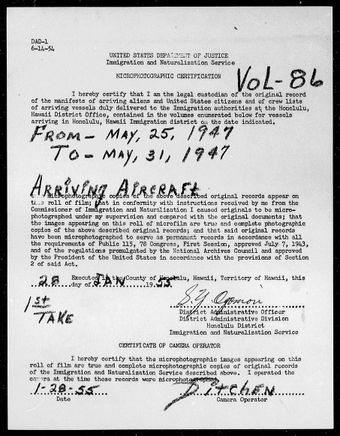 DAD-1
6-14-54
UNITED STATES DEPARTMENT OF JUSTICE
Immigration and Naturalization Service
MICROPHOTOGRAPHIC CERTIFICATION
VOL-86
I hereby certify that I am the legal custodian of the original record
of the manifests of arriving aliens and United States citizens and of crew lists
of arriving vessels duly delivered to the Immigration authorities at the Honolulu,
Hawaii District Office, contained in the volumes enumerated below for vessels
arriving in Honolulu, Hawaii Immigration district on the date indicated.
FROM- MAY, 25, 1947
TO- MAY, 31, 1947
ARRIVING AIRCRAFT
microphotographic copies of the above described original records appear on
this roll of film; that in conformity with instructions received by me from the
Commissioner of Immigration and Naturalization I caused originals to be micro-
photographed under my supervision and compared with the original documents; that
the images appearing on this roll of microfilm are true and complete photographic
copies of the above described original records; and that said original records
have been microphotographed to serve as permanent records in accordance with all
the requirements of Public 115, 78 Congress, First Session, approved July 7, 1943,
and of the regulations promulgated by the National Archives Council and approved
by the President of the United States in accordance with the provisions of Section
2 of said Act.
Executed in the County of Honolulu, Hawaii, Territory of Hawaii, this
28 day of JAN 1955
1st
TAKE
District Administrative Officer
District Administrative Division
Honolulu District
Immigration and Naturalization Service
CERTIFICATE OF CAMERA OPERATOR
I hereby certify that the microphotographic images appearing on this
roll of film are true and complete microphotographic copies of original records
of the Immigration and Naturalization Service described above. I operated the
camera at the time those records were microphotographed.
1-28-55 DITCHEN
Date Camera Operator